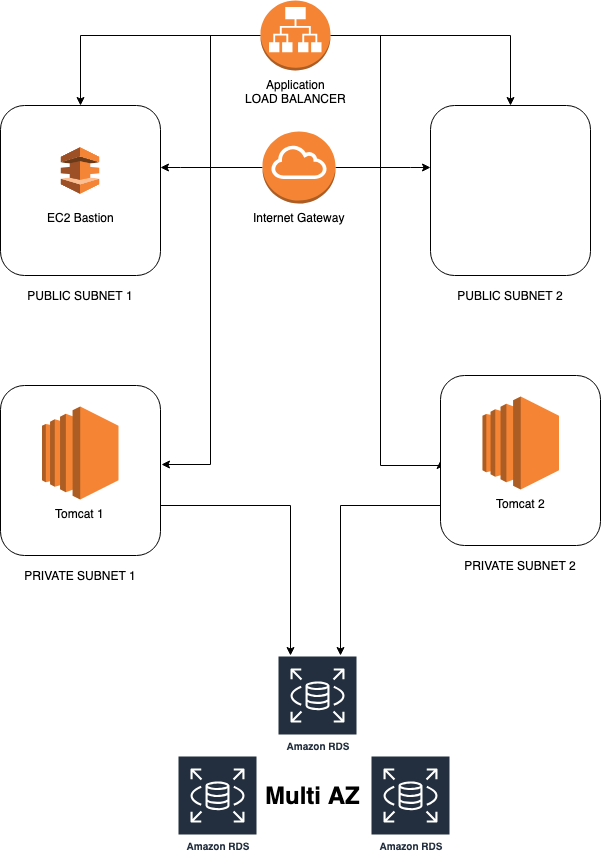 Application
LOAD BALANCER
EC2 Bastion
Internet Gateway
PUBLIC SUBNET 1
PUBLIC SUBNET 2
Tomcat 1
Tomcat 2
PRIVATE SUBNET 1
PRIVATE SUBNET 2
Amazon RDS
Multi AZ
Amazon RDS
Amazon RDS